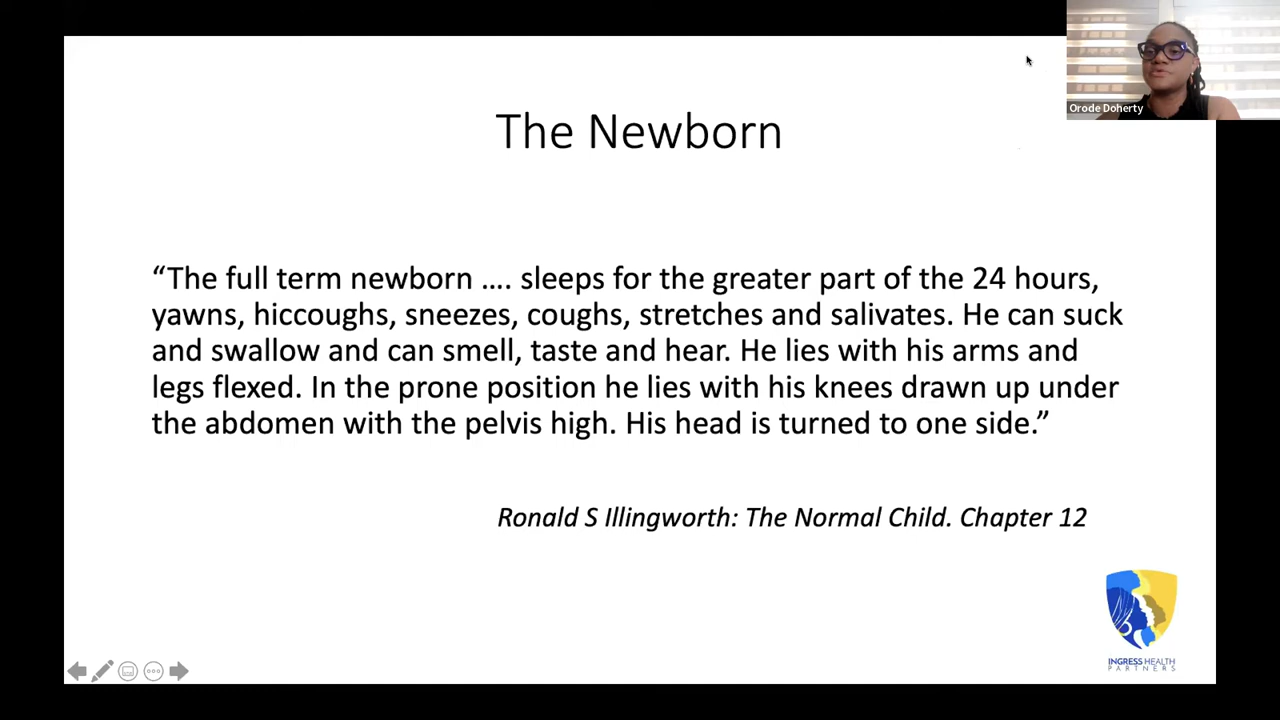 Orode Doherty
The Newborn
“The full term newborn …. sleeps for the greater part of the 24 hours,
yawns, hiccoughs, sneezes, coughs, stretches and salivates. He can suck
and swallow and can smell, taste and hear. He lies with his arms and
legs flexed. In the prone position he lies with his knees drawn up under
the abdomen with the pelvis high. His head is turned to one side.”
Ronald S Illingworth: The Normal Child. Chapter 12
INGRESS HEALTH
PARTNERS